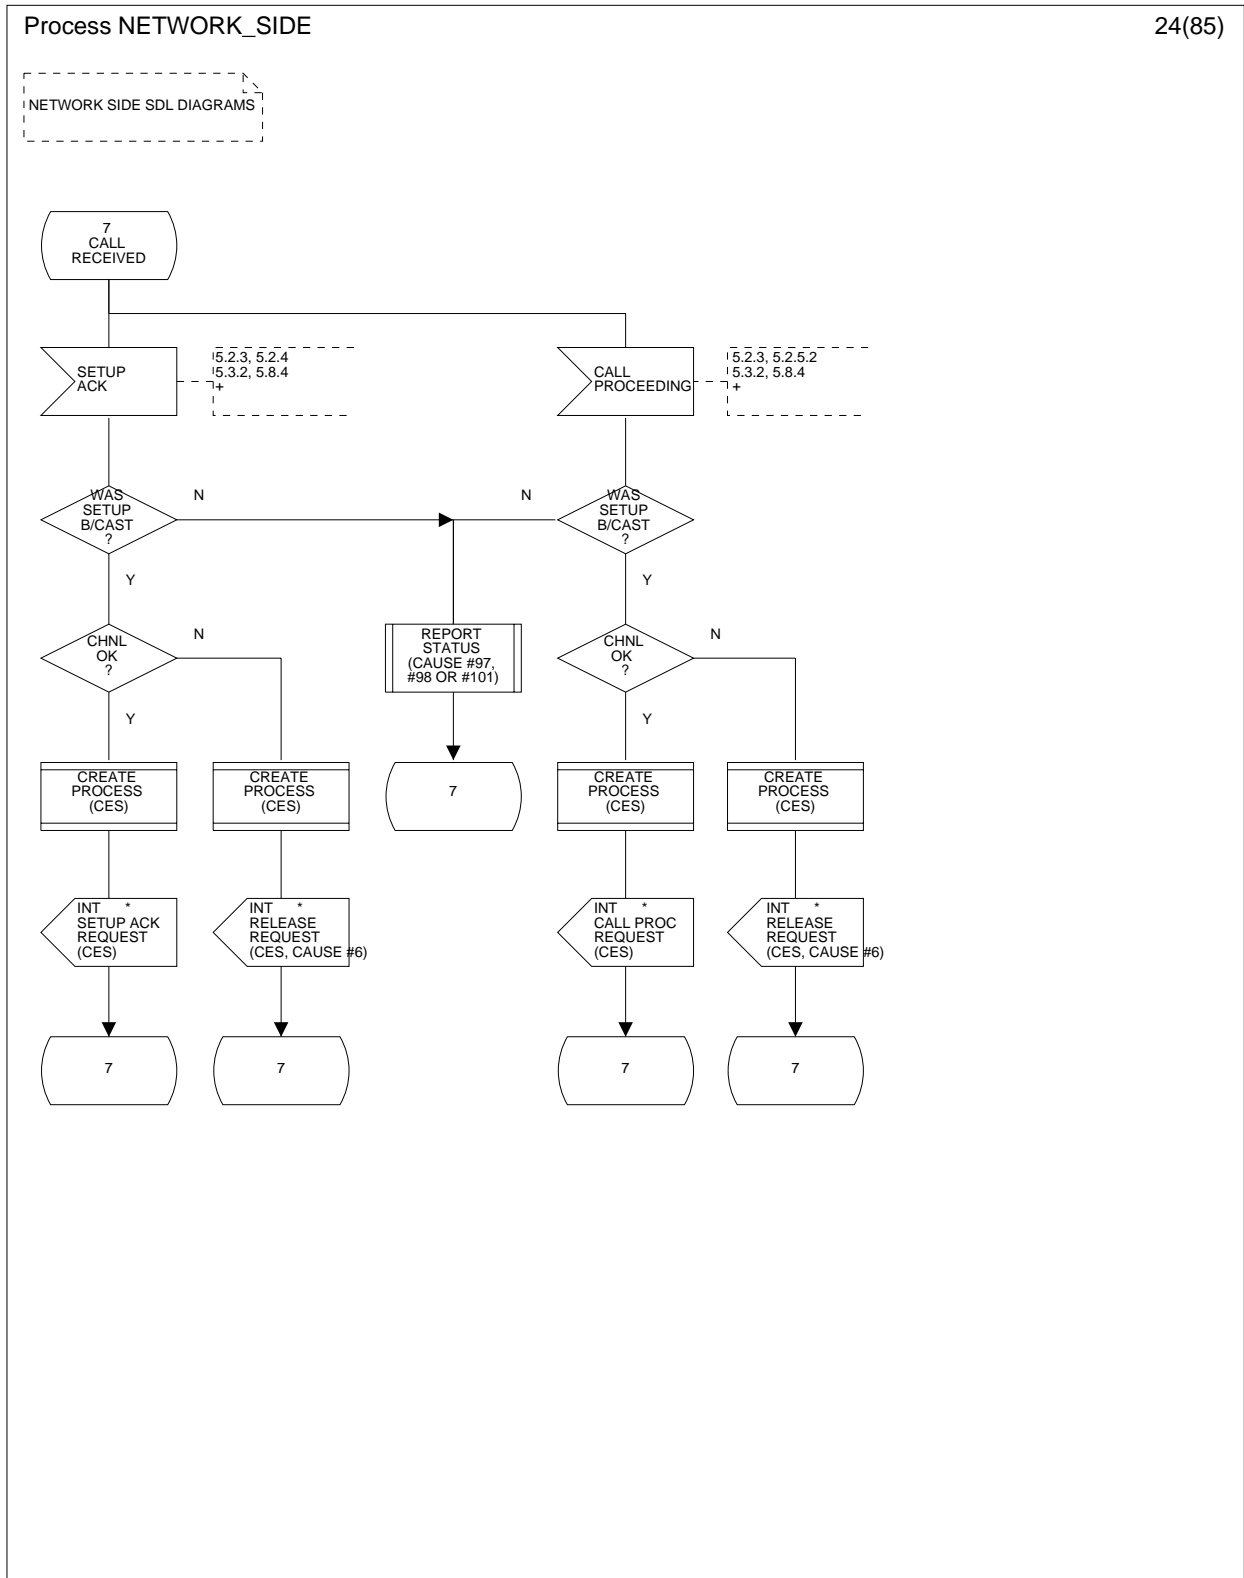 Process NETWORK_SIDE
24(85)
NETWORK SIDE SDL DIAGRAMS
7
CALL
RECEIVED
SETUP
ACK
5.2.3, 5.2.4
5.3.2, 5.8.4
+
CALL
PROCEEDING
5.2.3, 5.2.5.2
5.3.2, 5.8.4
+
WAS
SETUP
B/CAST
?
N
N
WAS
SETUP
B/CAST
?
Y
Y
CHNL
OK
?
N
REPORT
STATUS
(CAUSE #97,
#98 OR #101)
CHNL
OK
?
N
Y
Y
CREATE
PROCESS
(CES)
CREATE
PROCESS
(CES)
7
CREATE
PROCESS
(CES)
CREATE
PROCESS
(CES)
INT *
SETUP ACK
REQUEST
(CES)
INT *
RELEASE
REQUEST
(CES, CAUSE #6)
INT *
CALL PROC
REQUEST
(CES)
INT *
RELEASE
REQUEST
(CES, CAUSE #6)
7
7
7
7